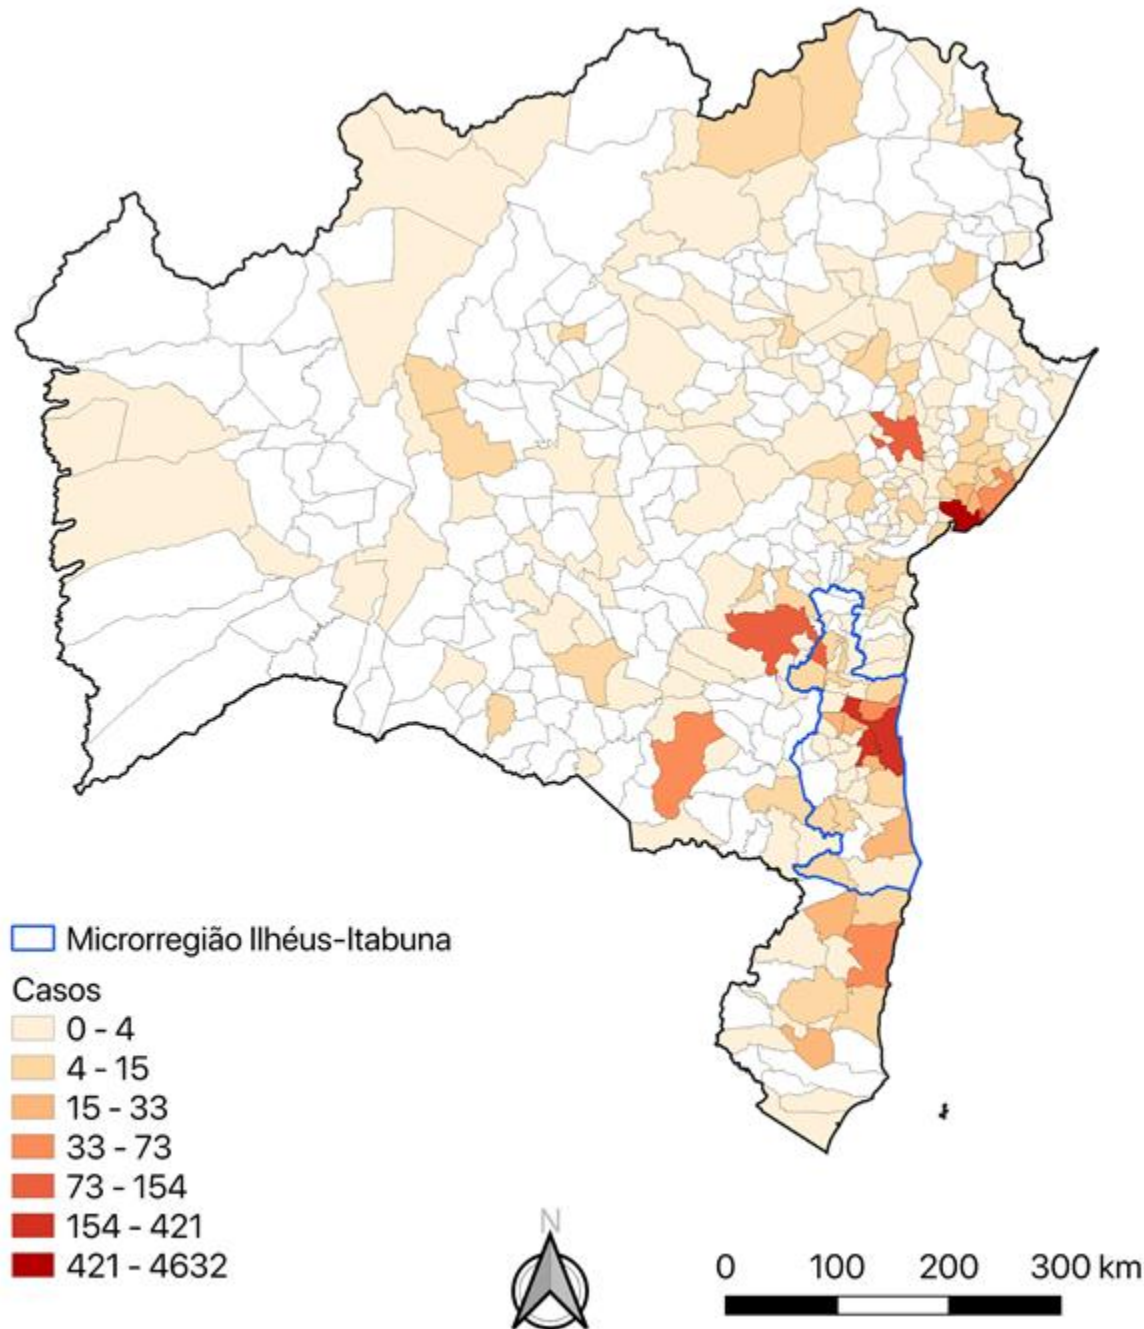 Microrregião Ilhéus-Itabuna
Casos
0 - 4
4 - 15
15 - 33
33 - 73
73 - 154
154 - 421
421 - 4632
N
0 100 200 300 km